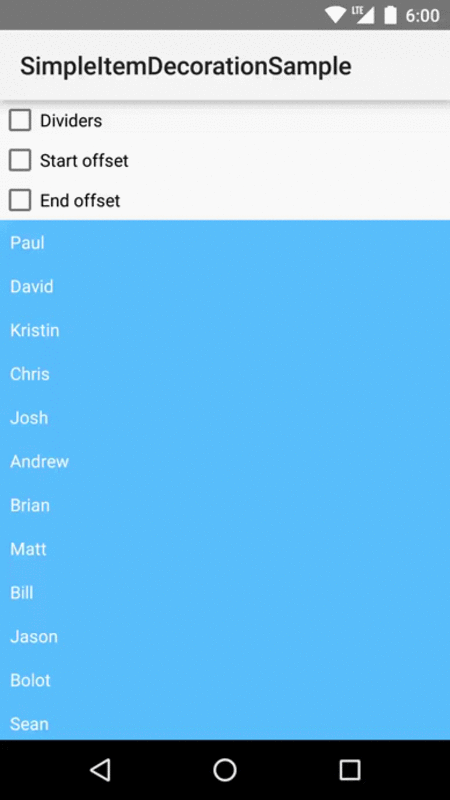 LTE 6:00
SimpleItemDecorationSample
Dividers
Start offset
End offset
Paul
David
Kristin
Chris
Josh
Andrew
Brian
Matt
Bill
Jason
Bolot
Sean